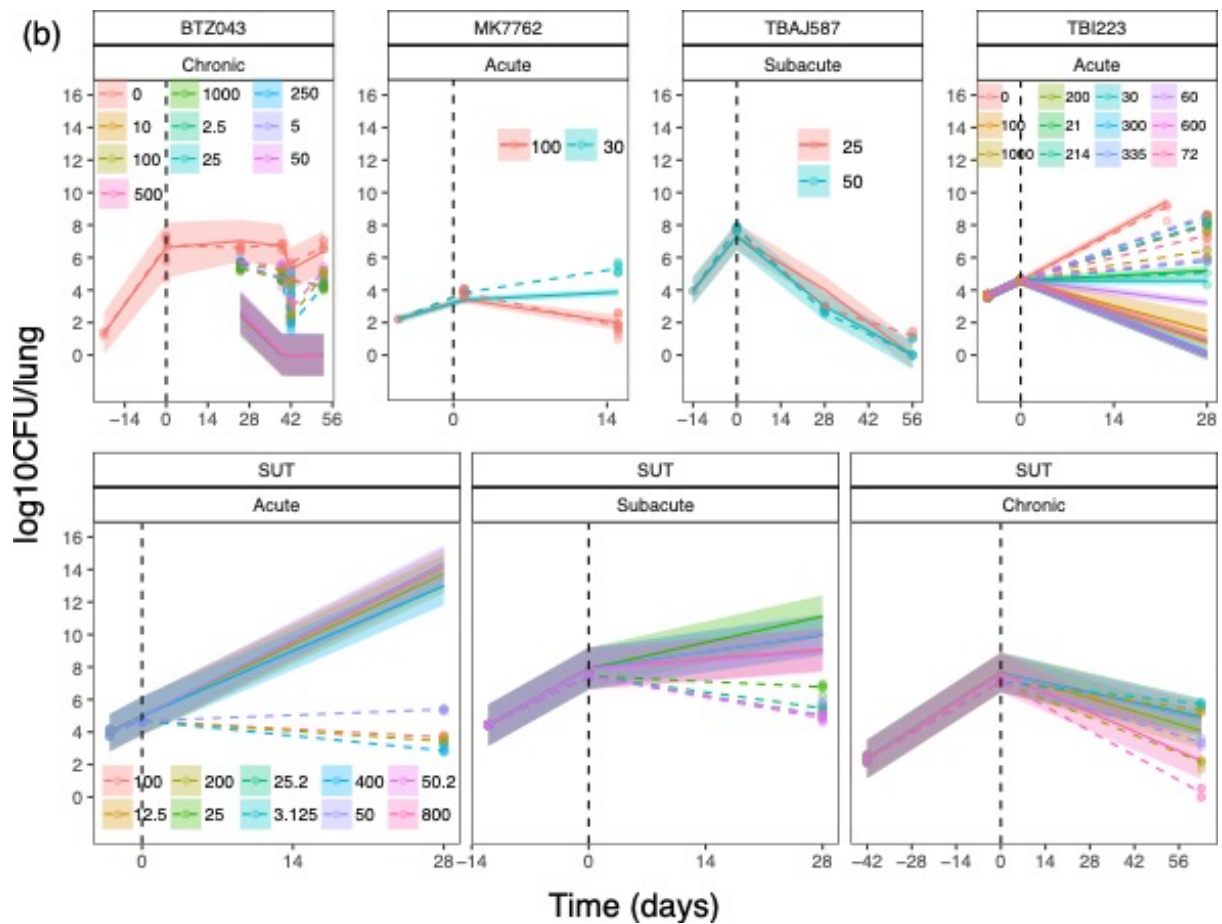 (b)
BTZ043 MK7762 TBAJ587 TBI223
Chronic Acute Subacute Acute
16 14 12 10 8 6 4 2 0
0 1000 250
10 2.5 5
100 25 50
500
-14 0 14 28 42 56
16 14 12 10 8 6 4 2 0
100 30
0 14
16 14 12 10 8 6 4 2 0
25
50
-14 0 14 28 42 56
16 14 12 10 8 6 4 2 0
0 200 30 60
100 21 300 600
1000 214 335 72
0 14 28
log10CFU/lung
SUT SUT SUT
Acute Subacute Chronic
16 14 12 10 8 6 4 2 0
100 200 25.2 400 50.2
12.5 25 3.125 50 800
0 14 28
-14 0 14 28
-42 -28 -14 0 14 28 42 56
Time (days)